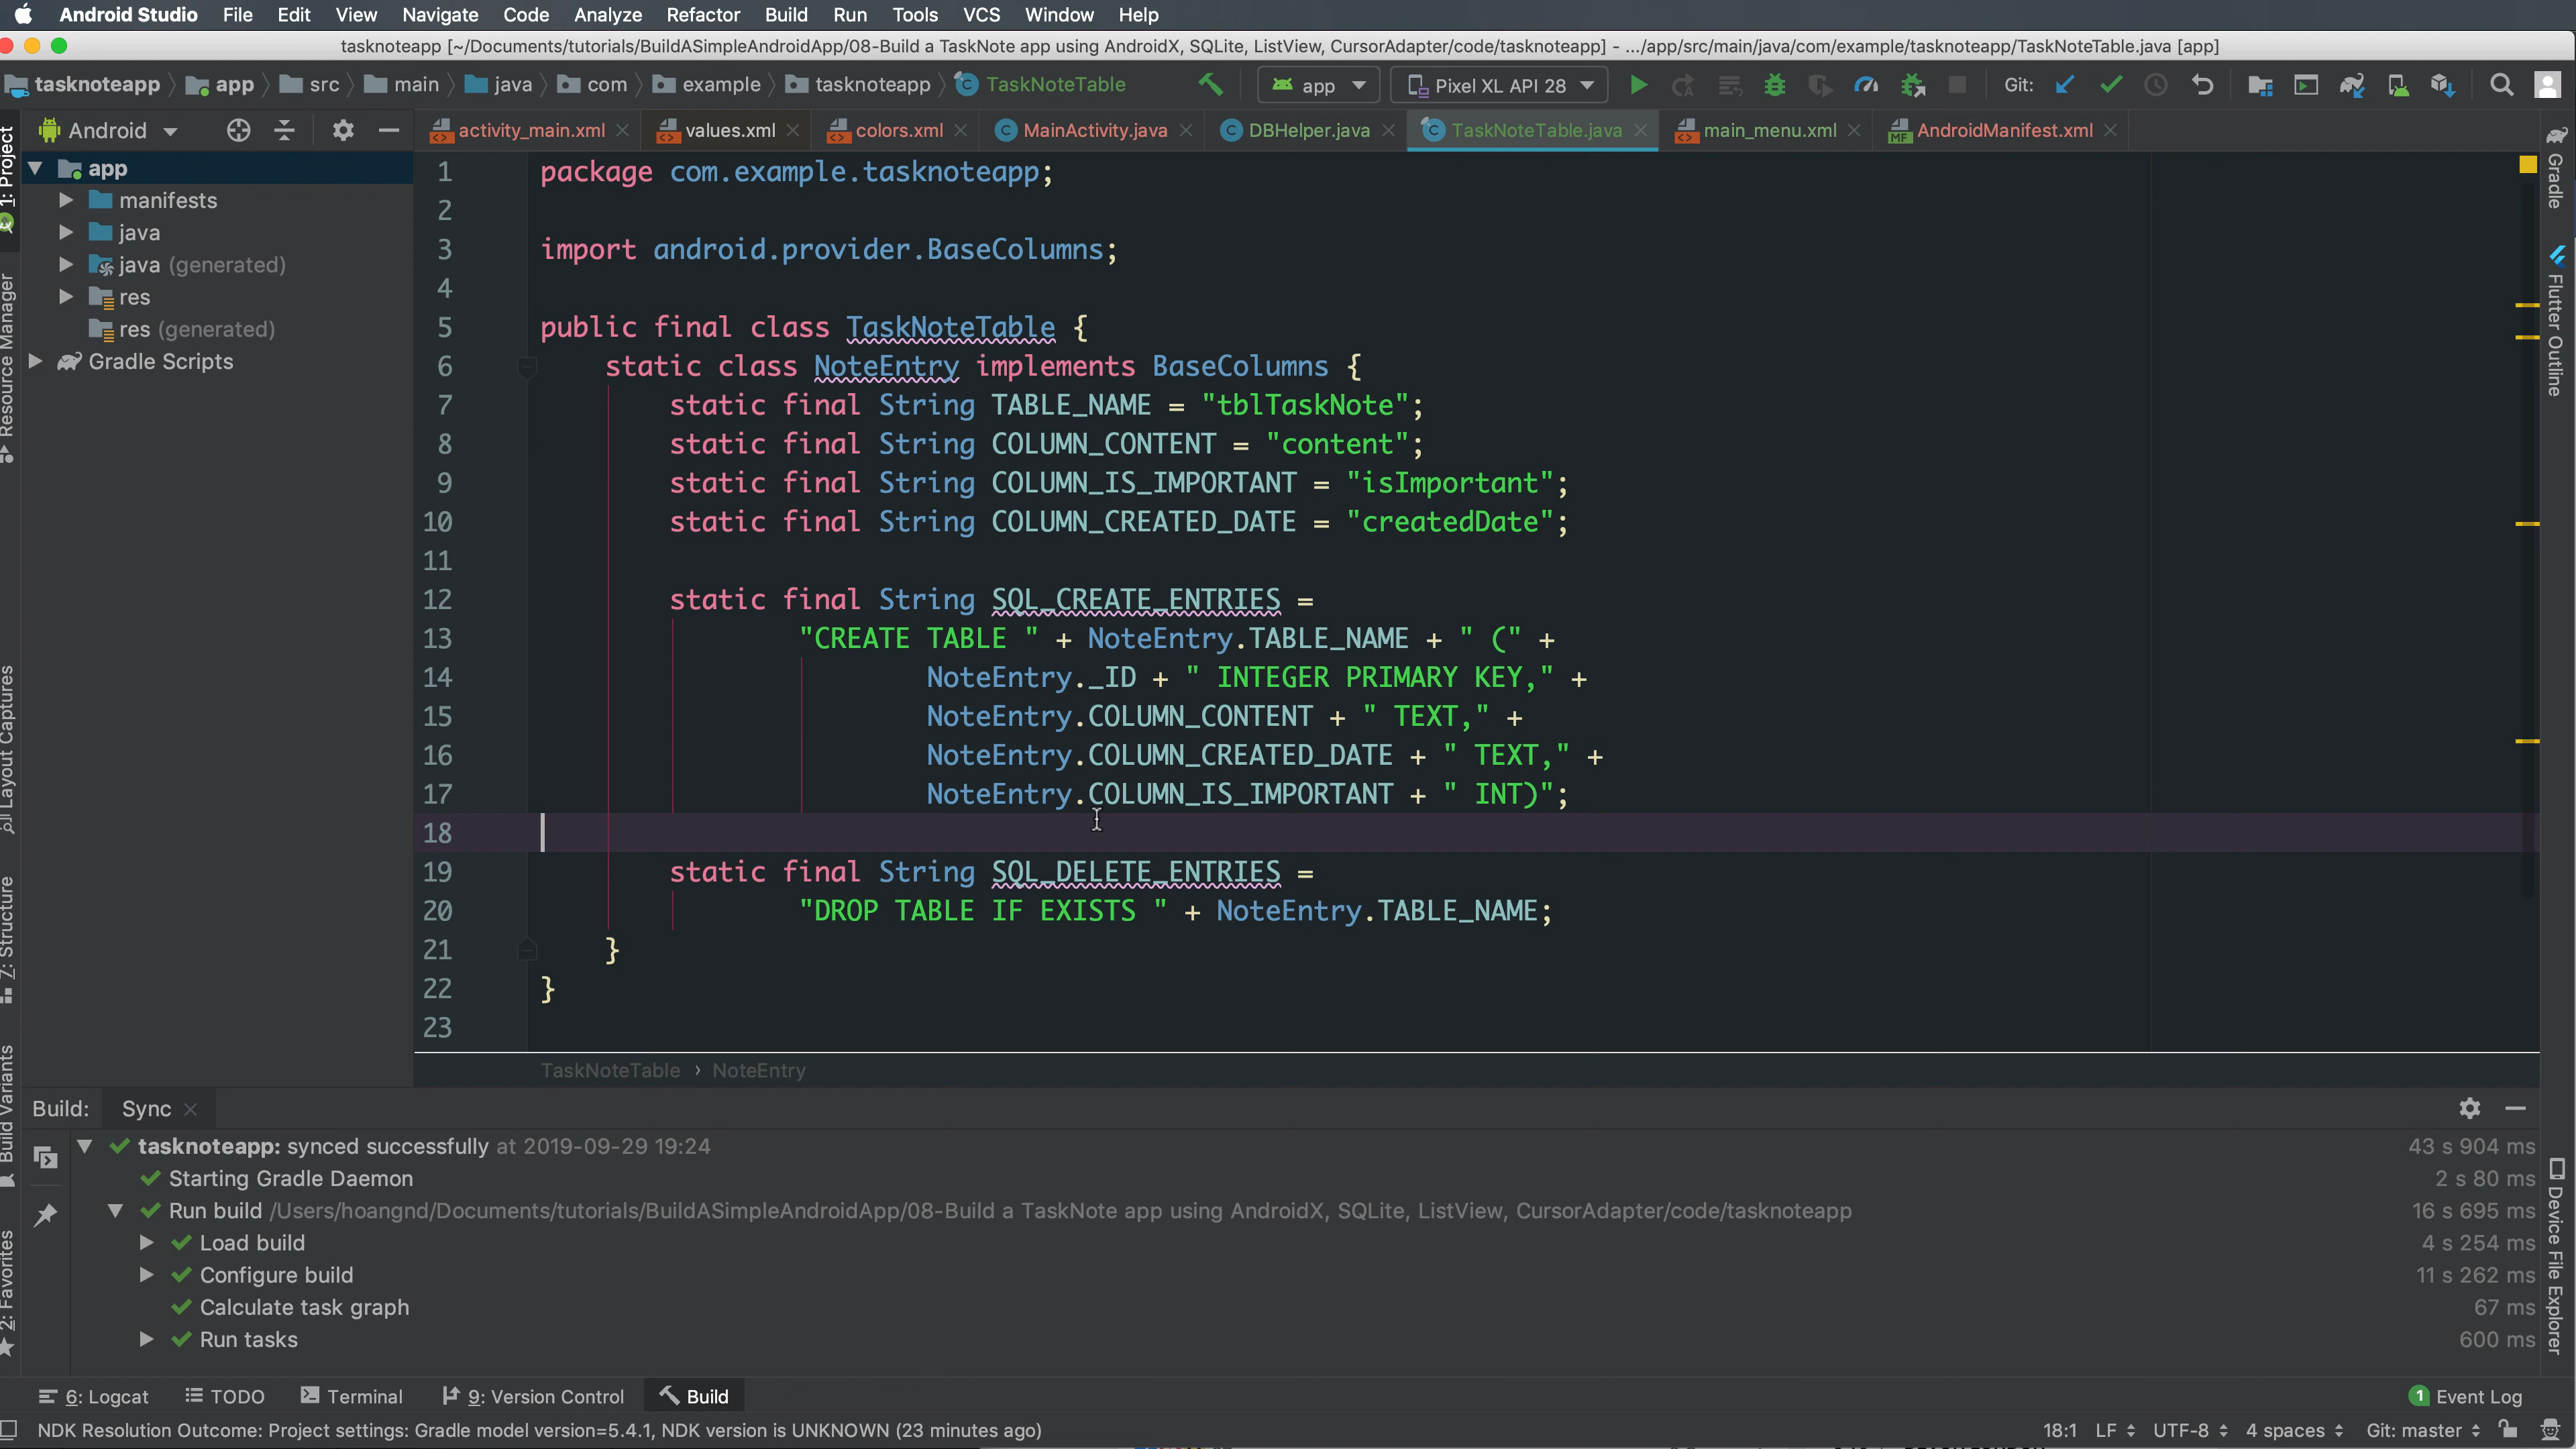 Android Studio File Edit View Navigate Code Analyze Refactor Build Run Tools VCS Window Help
tasknoteapp [~/Documents/tutorials/BuildASimpleAndroidApp/08-Build a TaskNote app using AndroidX, SQLite, ListView, CursorAdapter/code/tasknoteapp] - .../app/src/main/java/com/example/tasknoteapp/TaskNoteTable.java [app]
tasknoteapp app src main java com example tasknoteapp TaskNoteTable app Pixel XL API 28 Git:
Android activity_main.xml values.xml colors.xml MainActivity.java DBHelper.java TaskNoteTable.java main_menu.xml AndroidManifest.xml
app
manifests
java
java (generated)
res
res (generated)
Gradle Scripts
1: Project
Resource Manager
Layout Captures
7: Structure
Build Variants
2: Favorites
1 package com.example.tasknoteapp;
2
3 import android.provider.BaseColumns;
4
5 public final class TaskNoteTable {
6 static class NoteEntry implements BaseColumns {
7 static final String TABLE_NAME = "tblTaskNote";
8 static final String COLUMN_CONTENT = "content";
9 static final String COLUMN_IS_IMPORTANT = "isImportant";
10 static final String COLUMN_CREATED_DATE = "createdDate";
11
12 static final String SQL_CREATE_ENTRIES =
13 "CREATE TABLE " + NoteEntry.TABLE_NAME + " (" +
14 NoteEntry._ID + " INTEGER PRIMARY KEY," +
15 NoteEntry.COLUMN_CONTENT + " TEXT," +
16 NoteEntry.COLUMN_CREATED_DATE + " TEXT," +
17 NoteEntry.COLUMN_IS_IMPORTANT + " INT)";
18
19 static final String SQL_DELETE_ENTRIES =
20 "DROP TABLE IF EXISTS " + NoteEntry.TABLE_NAME;
21 }
22 }
23
TaskNoteTable › NoteEntry
Gradle
Flutter Outline
Device File Explorer
Build: Sync
tasknoteapp: synced successfully at 2019-09-29 19:24 43 s 904 ms
Starting Gradle Daemon 2 s 80 ms
Run build /Users/hoangnd/Documents/tutorials/BuildASimpleAndroidApp/08-Build a TaskNote app using AndroidX, SQLite, ListView, CursorAdapter/code/tasknoteapp 16 s 695 ms
Load build 4 s 254 ms
Configure build 11 s 262 ms
Calculate task graph 67 ms
Run tasks 600 ms
6: Logcat TODO Terminal 9: Version Control Build 1 Event Log
NDK Resolution Outcome: Project settings: Gradle model version=5.4.1, NDK version is UNKNOWN (23 minutes ago) 18:1 LF UTF-8 4 spaces Git: master